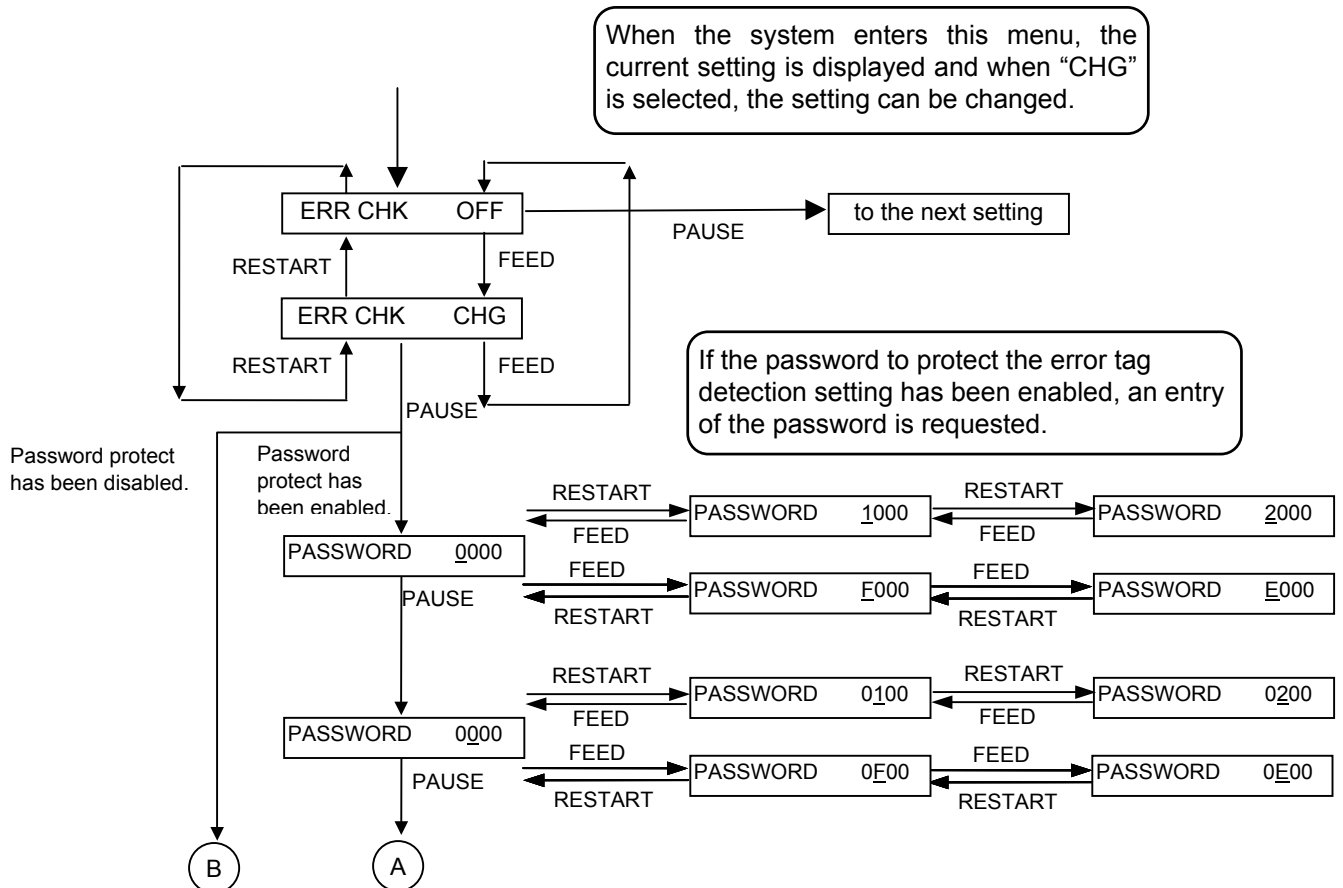 When the system enters this menu, the
current setting is displayed and when “CHG”
is selected, the setting can be changed.
ERR CHK OFF
PAUSE
to the next setting
RESTART
FEED
ERR CHK CHG
RESTART
FEED
PAUSE
If the password to protect the error tag
detection setting has been enabled, an entry
of the password is requested.
Password protect
has been disabled.
Password
protect has
been enabled.
PASSWORD 0000
RESTART
FEED
PASSWORD 1000
RESTART
FEED
PASSWORD 2000
FEED
RESTART
PASSWORD F000
FEED
RESTART
PASSWORD E000
PAUSE
PASSWORD 0000
RESTART
FEED
PASSWORD 0100
RESTART
FEED
PASSWORD 0200
FEED
RESTART
PASSWORD 0F00
FEED
RESTART
PASSWORD 0E00
PAUSE
B
A